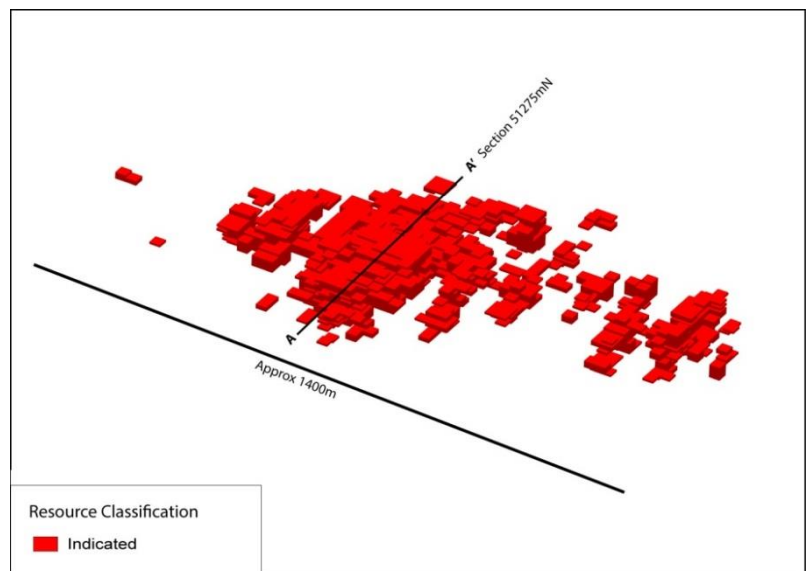 A' Section 51275mN
A
Approx 1400m
Resource Classification
Indicated